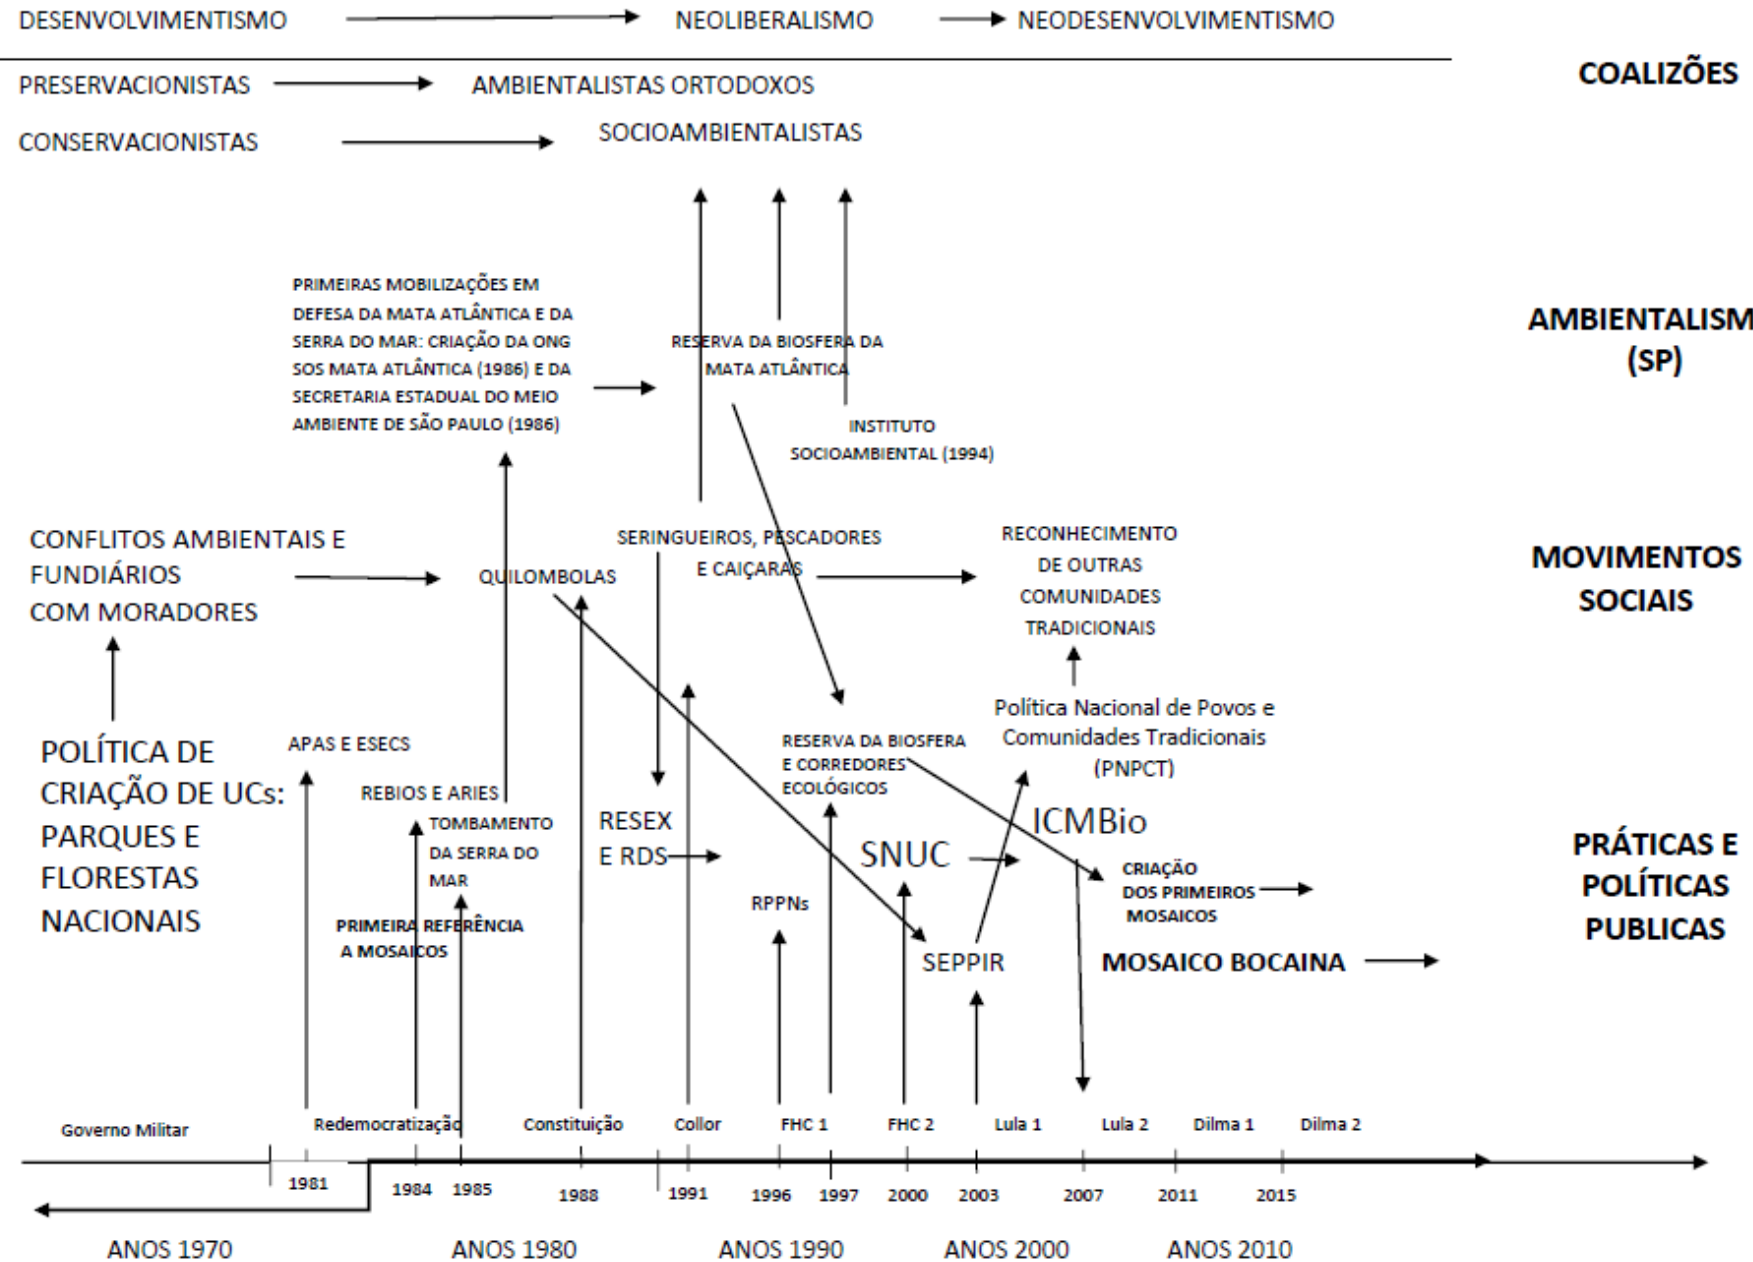 DESENVOLVIMENTISMO NEOLIBERALISMO NEODESENVOLVIMENTISMO
COALIZÕES
PRESERVACIONISTAS AMBIENTALISTAS ORTODOXOS
CONSERVACIONISTAS SOCIOAMBIENTALISTAS
PRIMEIRAS MOBILIZAÇÕES EM
DEFESA DA MATA ATLÂNTICA E DA
SERRA DO MAR: CRIAÇÃO DA ONG
SOS MATA ATLÂNTICA (1986) E DA
SECRETARIA ESTADUAL DO MEIO
AMBIENTE DE SÃO PAULO (1986)
RESERVA DA BIOSFERA DA
MATA ATLÂNTICA
INSTITUTO
SOCIOAMBIENTAL (1994)
AMBIENTALISM
(SP)
CONFLITOS AMBIENTAIS E
FUNDIÁRIOS
COM MORADORES
QUILOMBOLAS
SERINGUEIROS, PESCADORES
E CAIÇARAS
RECONHECIMENTO
DE OUTRAS
COMUNIDADES
TRADICIONAIS
MOVIMENTOS
SOCIAIS
POLÍTICA DE
CRIAÇÃO DE UCs:
PARQUES E
FLORESTAS
NACIONAIS
APAS E ESECS
REBIOS E ARIES
TOMBAMENTO
DA SERRA DO
MAR
PRIMEIRA REFERÊNCIA
A MOSAICOS
RESEX
E RDS
RPPNs
RESERVA DA BIOSFERA
E CORREDORES
ECOLÓGICOS
SNUC
SEPPIR
Política Nacional de Povos e
Comunidades Tradicionais
(PNPCT)
ICMBio
CRIAÇÃO
DOS PRIMEIROS
MOSAICOS
MOSAICO BOCAINA
PRÁTICAS E
POLÍTICAS
PUBLICAS
Governo Militar Redemocratização Constituição Collor FHC 1 FHC 2 Lula 1 Lula 2 Dilma 1 Dilma 2
1981 1984 1985 1988 1991 1996 1997 2000 2003 2007 2011 2015
ANOS 1970 ANOS 1980 ANOS 1990 ANOS 2000 ANOS 2010